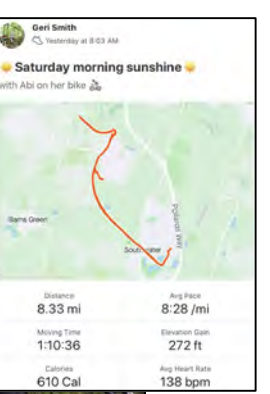 Geri Smith
Yesterday at 8:03 AM
Saturday morning sunshine
with Abi on her bike
Barns Green
Southwater
Distance
8.33 mi
Avg Pace
8:28 /mi
Moving Time
1:10:36
Elevation Gain
272 ft
Calories
610 Cal
Avg Heart Rate
138 bpm